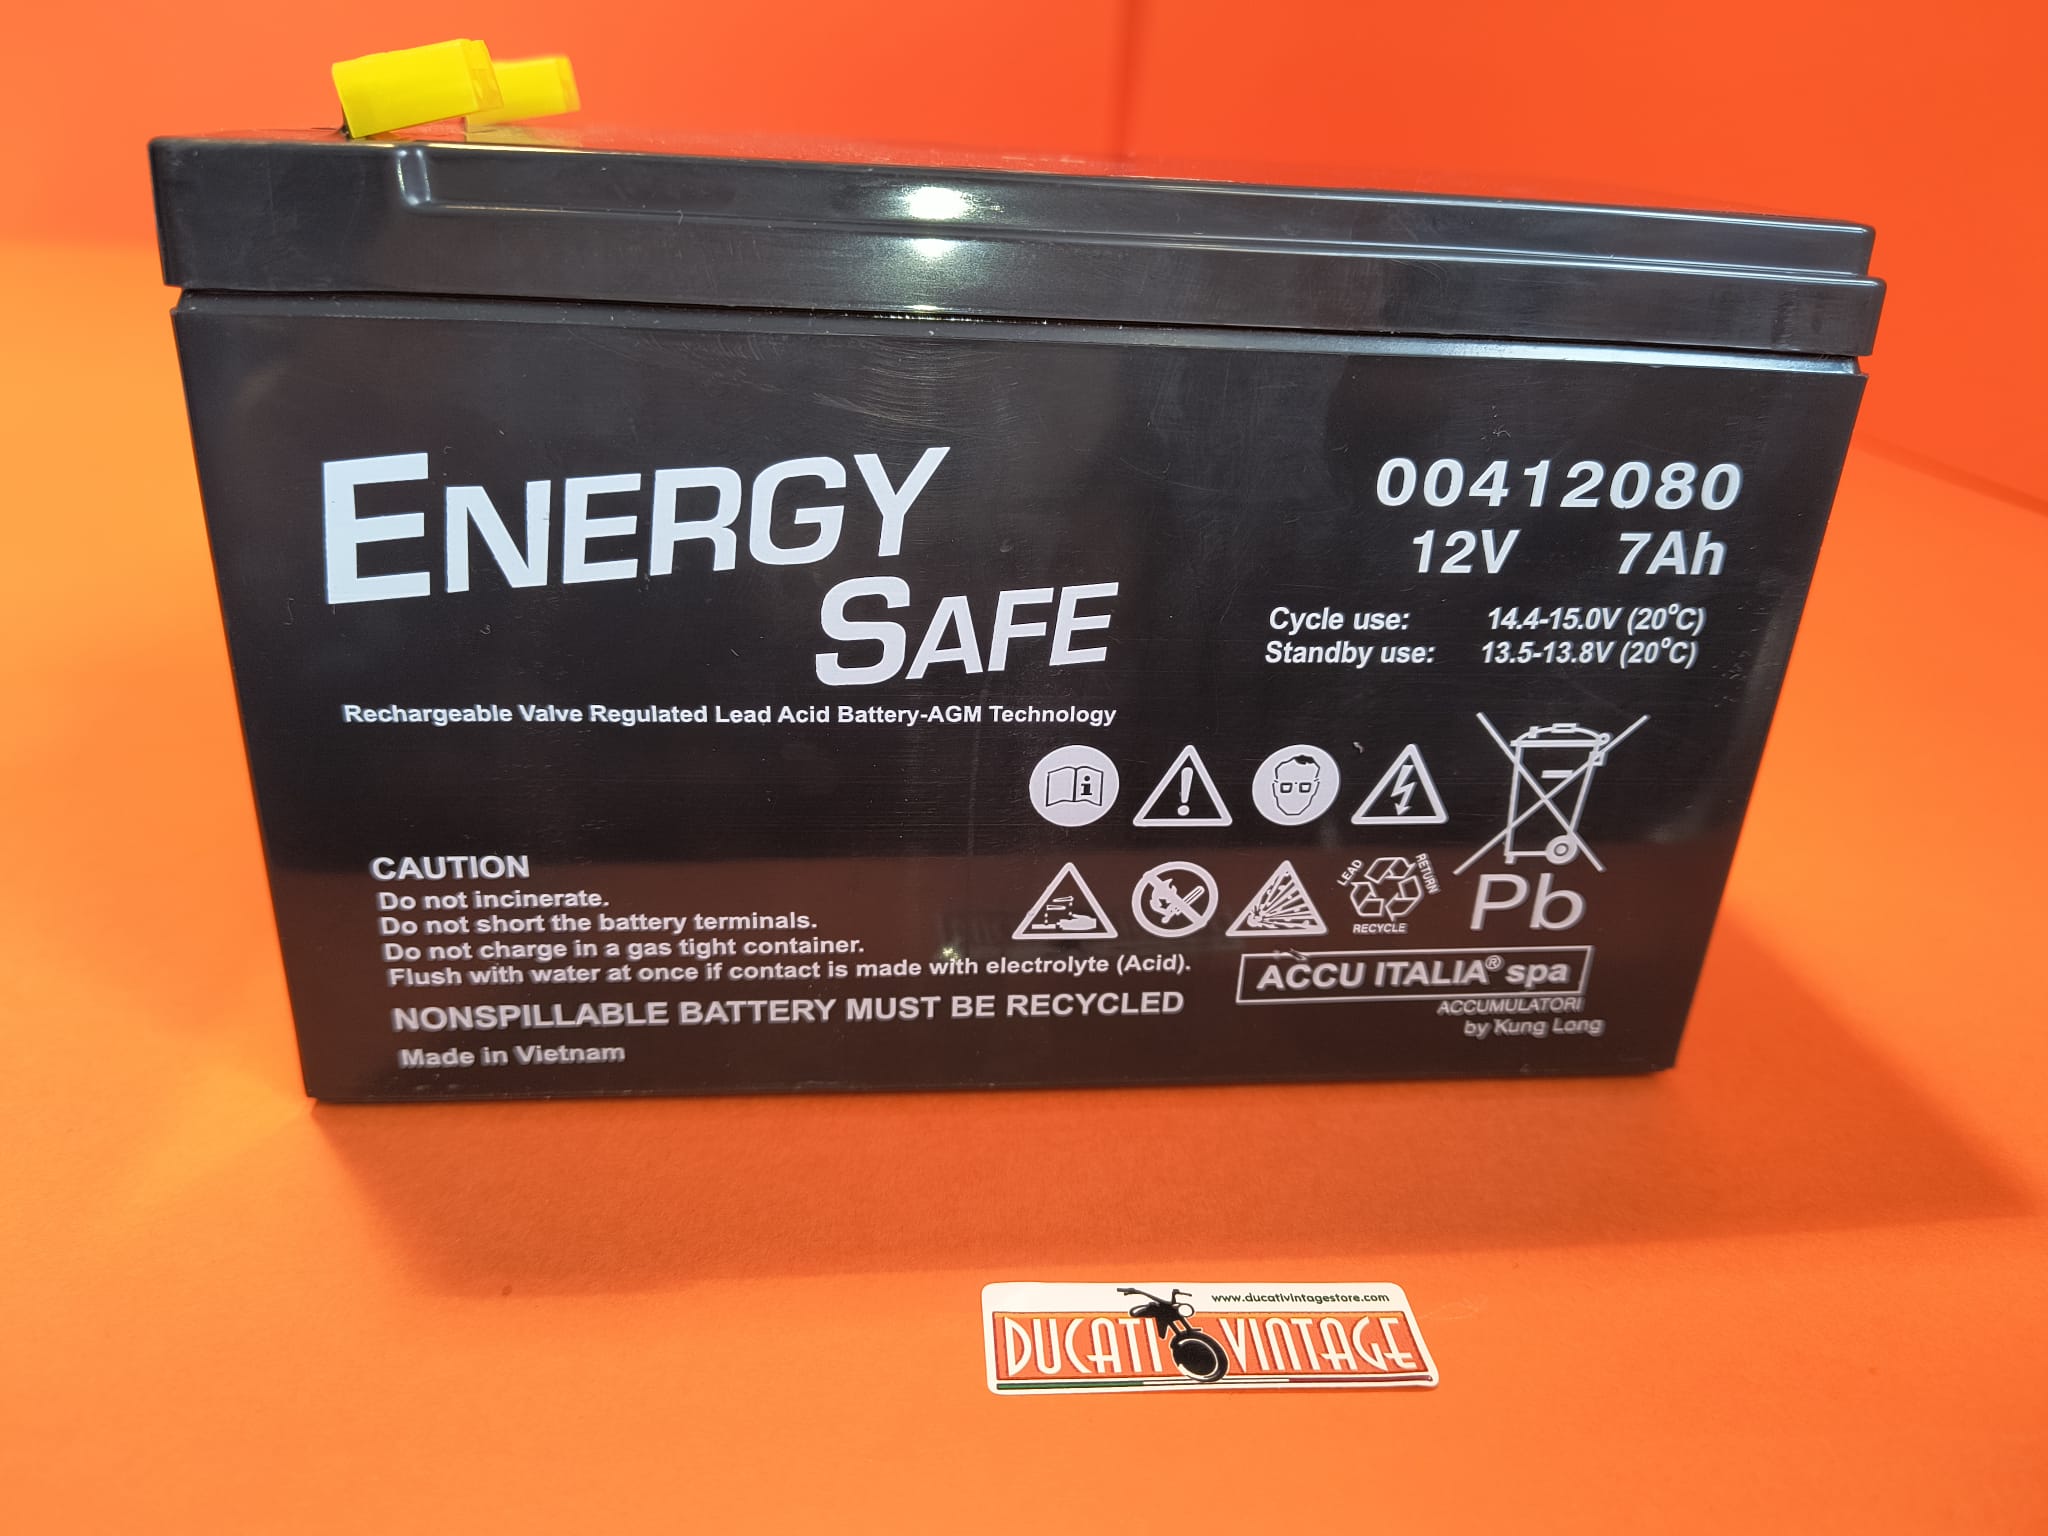 ENERGY
SAFE
Rechargeable Valve Regulated Lead Acid Battery-AGM Technology
00412080
12V 7Ah
Cycle use: 14.4-15.0V (20°C)
Standby use: 13.5-13.8V (20°C)
i
LEAD RETURN
RECYCLE
Pb
CAUTION
Do not incinerate.
Do not short the battery terminals.
Do not charge in a gas tight container.
Flush with water at once if contact is made with electrolyte (Acid).
NONSPILLABLE BATTERY MUST BE RECYCLED
Made in Vietnam
ACCU ITALIA® spa
ACCUMULATORI
by Kung Long
www.ducativintagestore.com
DUCATI VINTAGE